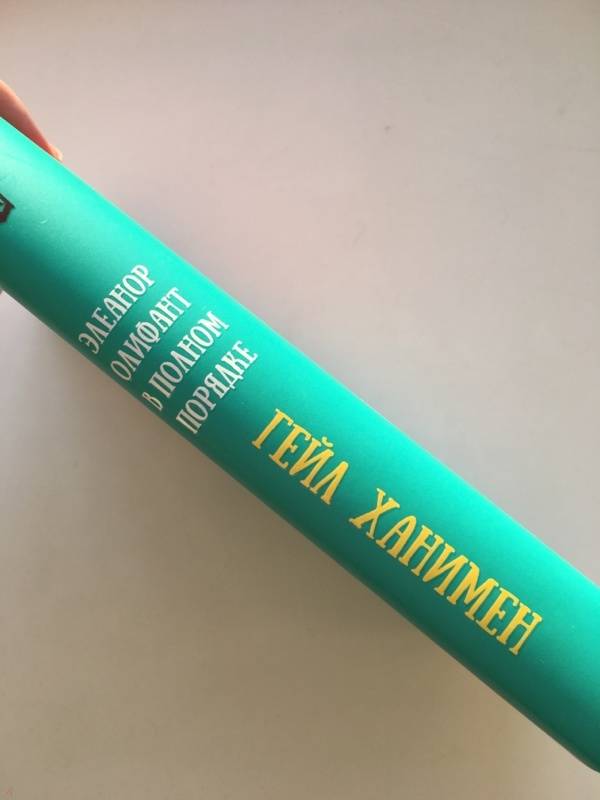 ЭЛЕАНОР
ОЛИФАНТ
В ПОЛНОМ
ПОРЯДКЕ
ГЕЙЛ ХАНИМЕН